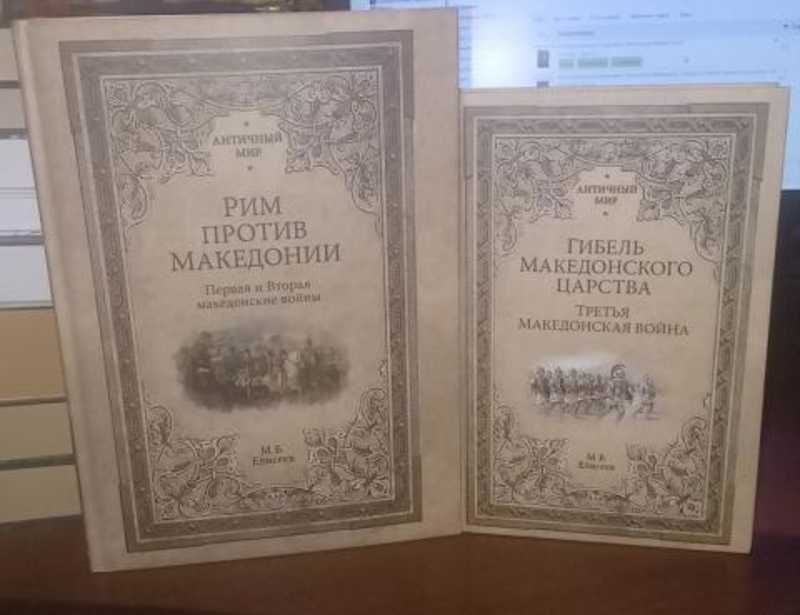 АНТИЧНЫЙ
МИР
РИМ
ПРОТИВ
МАКЕДОНИИ
Первая и Вторая
македонские войны
М. Б.
Елисеев
АНТИЧНЫЙ
МИР
ГИБЕЛЬ
МАКЕДОНСКОГО
ЦАРСТВА
ТРЕТЬЯ
МАКЕДОНСКАЯ ВОЙНА
М. Б.
Елисеев